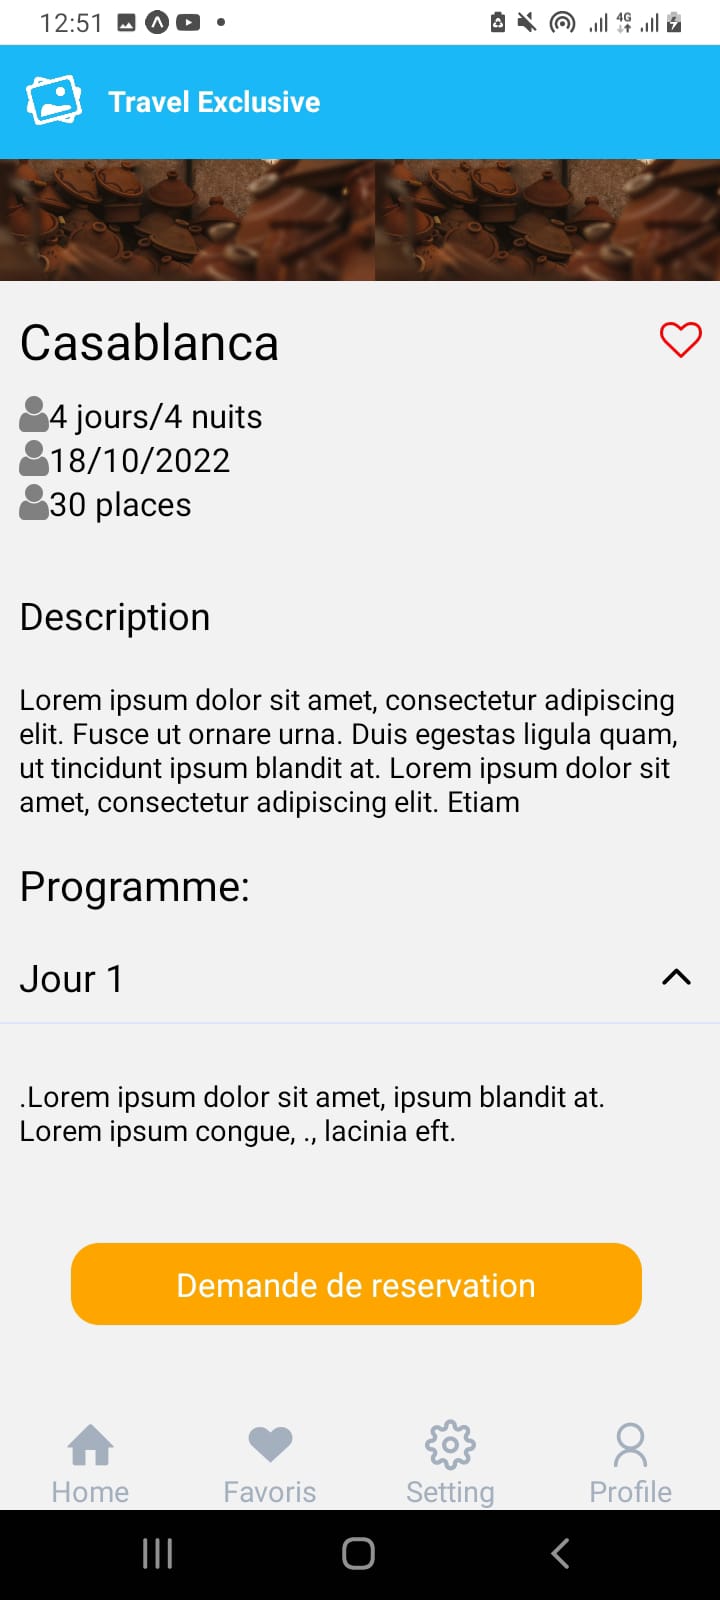 12:51
4G
Travel Exclusive
Casablanca
4 jours/4 nuits
18/10/2022
30 places
Description
Lorem ipsum dolor sit amet, consectetur adipiscing
elit. Fusce ut ornare urna. Duis egestas ligula quam,
ut tincidunt ipsum blandit at. Lorem ipsum dolor sit
amet, consectetur adipiscing elit. Etiam
Programme:
Jour 1
.Lorem ipsum dolor sit amet, ipsum blandit at.
Lorem ipsum congue, ., lacinia eft.
Demande de reservation
Home Favoris Setting Profile